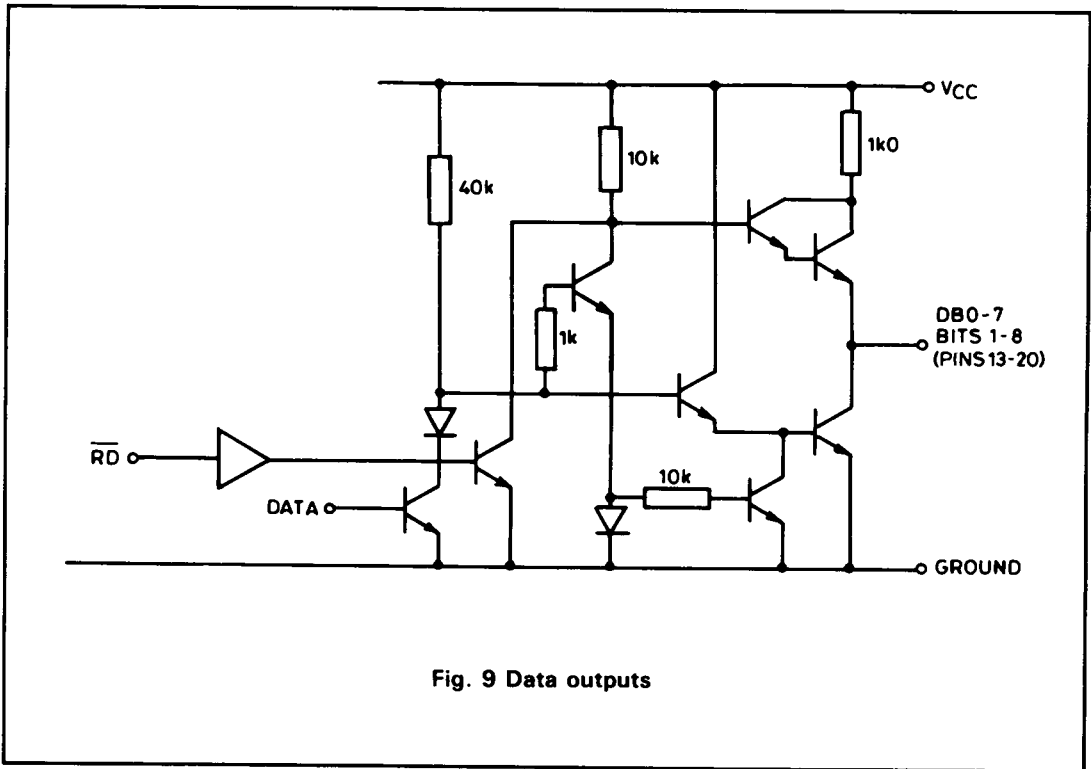 V_CC
1k0
10k
40k
1k
DB0-7
BITS 1-8
(PINS 13-20)
RD
10k
DATA
GROUND
Fig. 9 Data outputs